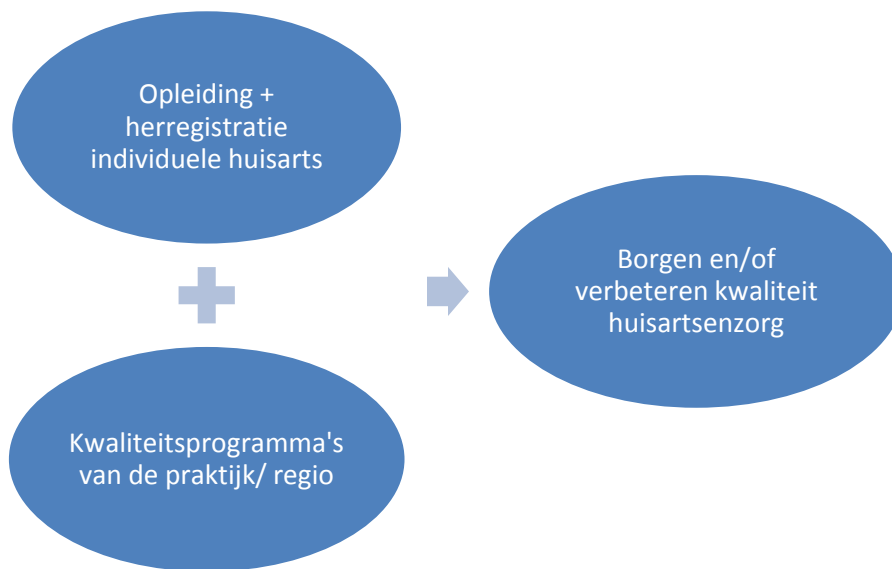 Opleiding +
herregistratie
individuele huisarts
Kwaliteitsprogramma's
van de praktijk/ regio
Borgen en/of
verbeteren kwaliteit
huisartsenzorg